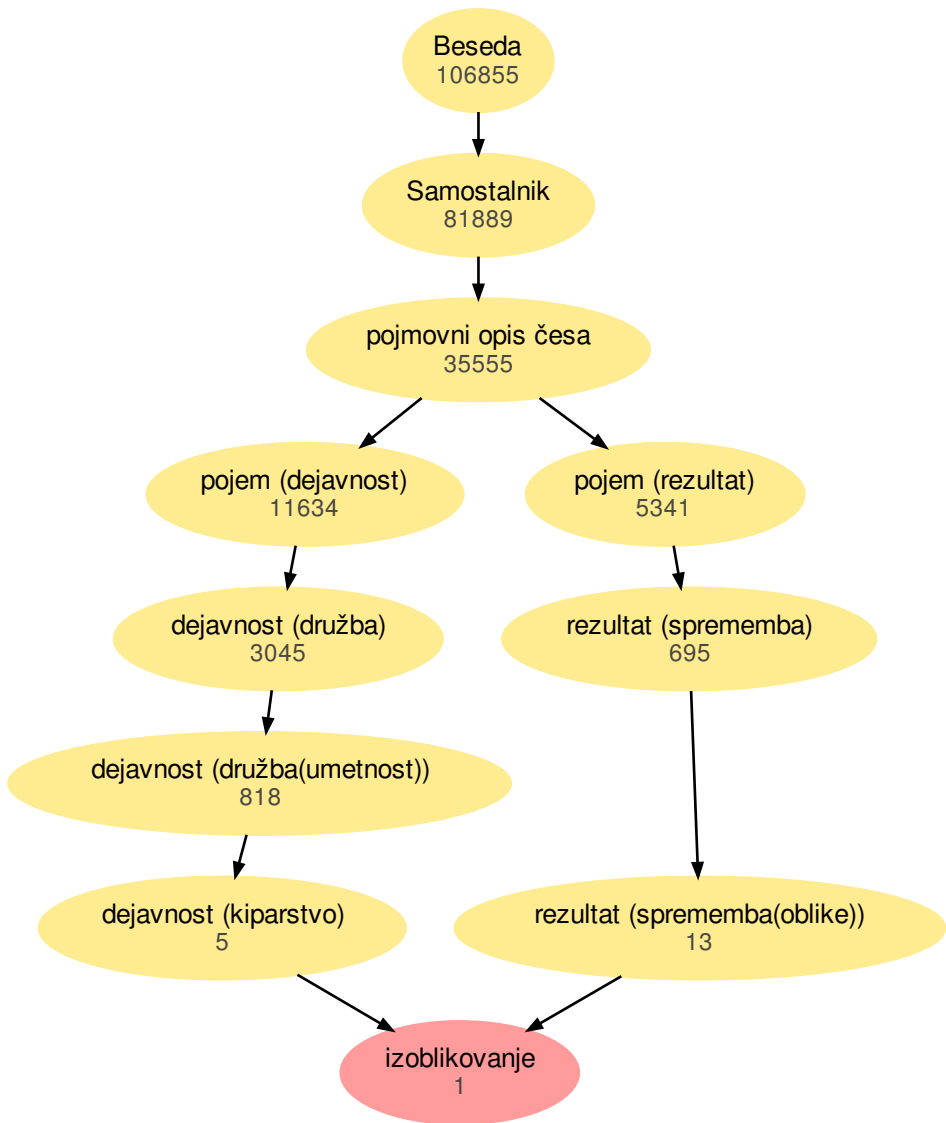 Beseda
106855
Samostalnik
81889
pojmovni opis česa
35555
pojem (dejavnost)
11634
pojem (rezultat)
5341
dejavnost (družba)
3045
rezultat (sprememba)
695
dejavnost (družba(umetnost))
818
dejavnost (kiparstvo)
5
rezultat (sprememba(oblike))
13
izoblikovanje
1